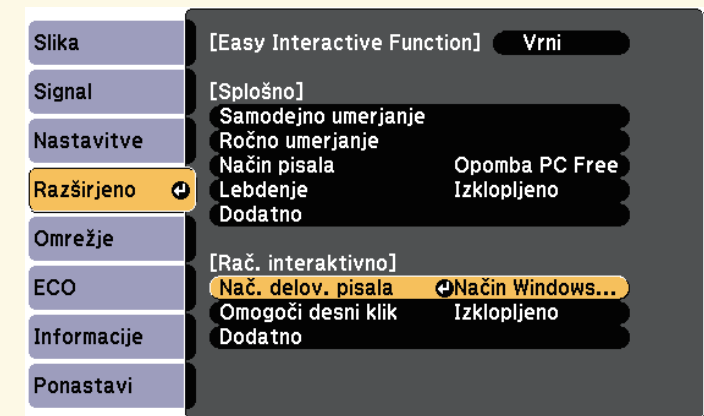 Slika
Signal
Nastavitve
Razširjeno
Omrežje
ECO
Informacije
Ponastavi
[Easy Interactive Function] Vrni
[Splošno]
Samodejno umerjanje
Ročno umerjanje
Način pisala Opomba PC Free
Lebdenje Izklopljeno
Dodatno
[Rač. interaktivno]
Nač. delov. pisala Način Windows...
Omogoči desni klik Izklopljeno
Dodatno